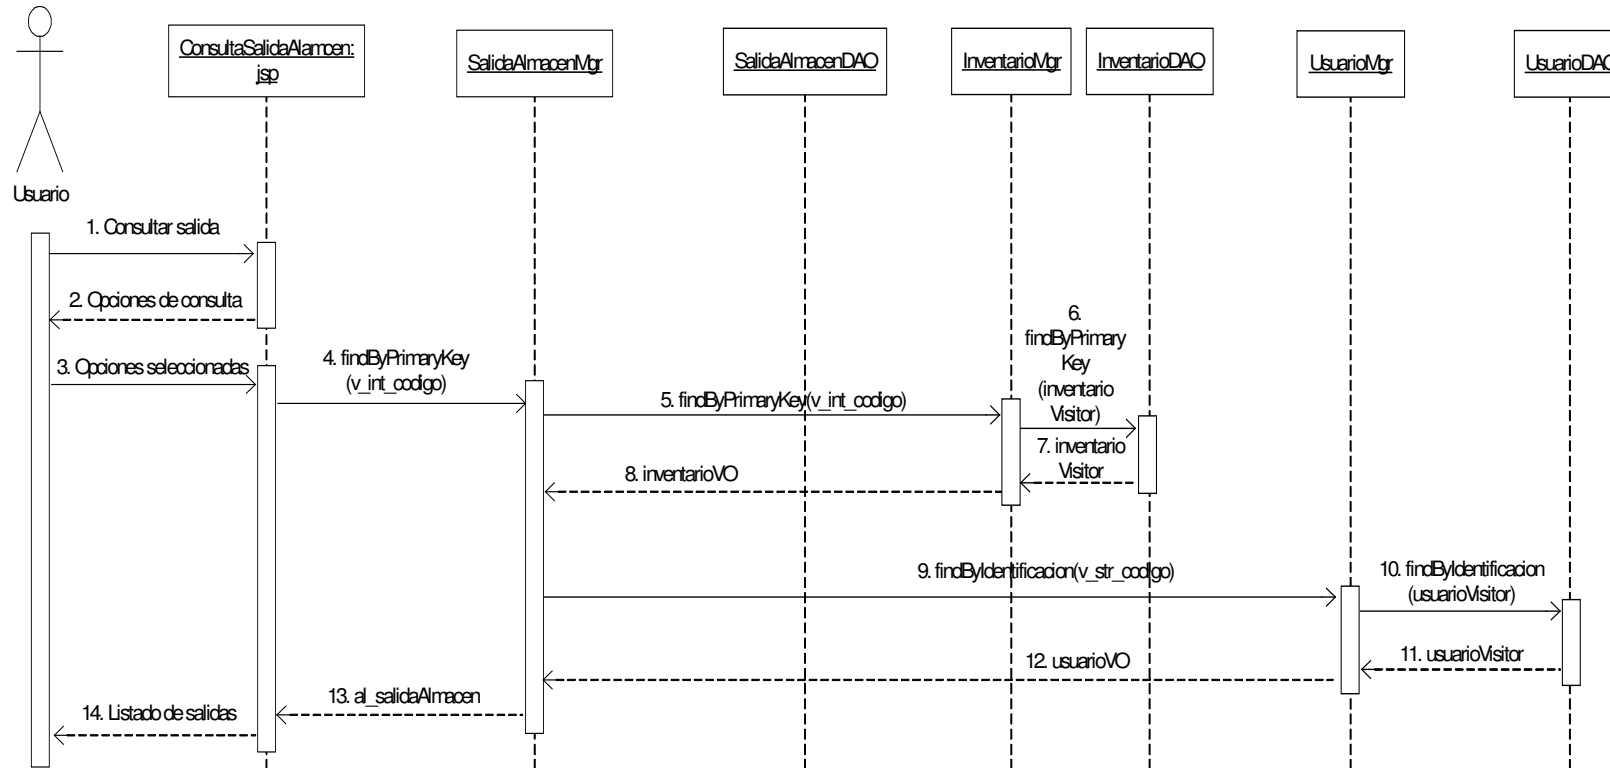 ConsultaSalidaAlamcen:
jsp
SalidaAlmacenMgr
SalidaAlmacenDAO
InventarioMgr
InventarioDAO
UsuarioMgr
UsuarioDAO
Usuario
1. Consultar salida
2. Opciones de consulta
3. Opciones seleccionadas
4. findByPrimaryKey
(v_int_codigo)
5. findByPrimaryKey(v_int_codigo)
6.
findByPrimary
Key
(inventario
Visitor)
7. inventario
Visitor
8. inventarioVO
9. findByIdentificacion(v_str_codigo)
10. findByIdentificacion
(usuarioVisitor)
11. usuarioVisitor
12. usuarioVO
13. al_salidaAlmacen
14. Listado de salidas